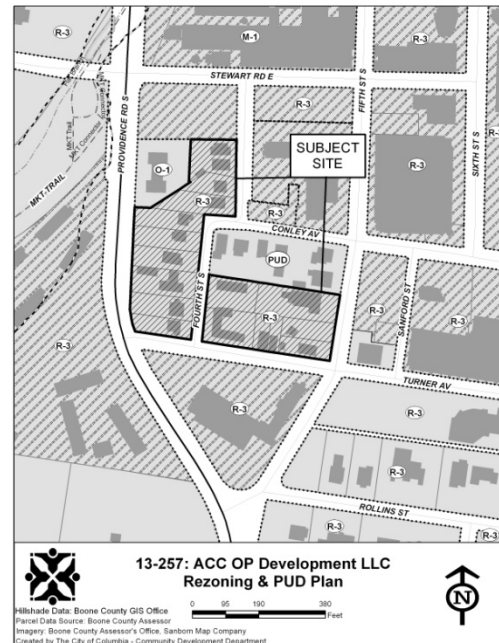 R-3
M-1
R-3
STEWART RD E
R-3
R-3
PROVIDENCE RD S
FIFTH ST S
SIXTH ST S
MKT Trail
MKT-TRAIL
SUBJECT
SITE
O-1
R-3
R-3
CONLEY AV
PUD
FOURTH ST S
R-3
SANFORD ST
R-3
R-3
R-3
TURNER AV
R-3
R-3
R-3
ROLLINS ST
R-3
R-3
13-257: ACC OP Development LLC
Rezoning & PUD Plan
Hillshade Data: Boone County GIS Office
Parcel Data Source: Boone County Assessor
Imagery: Boone County Assessor's Office, Sanborn Map Company
Created by The City of Columbia - Community Development Department
0 95 190 380
Feet
N